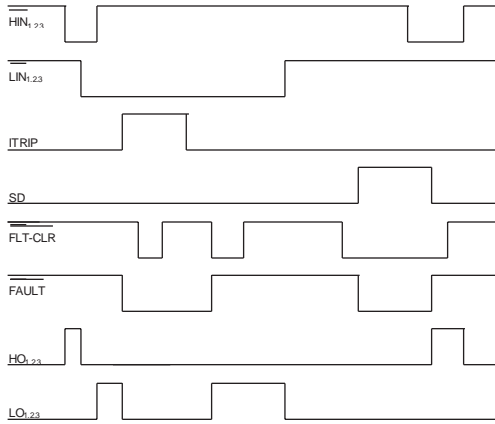 HIN1,2,3
LIN1,2,3
ITRIP
SD
FLT-CLR
FAULT
HO1,2,3
LO1,2,3